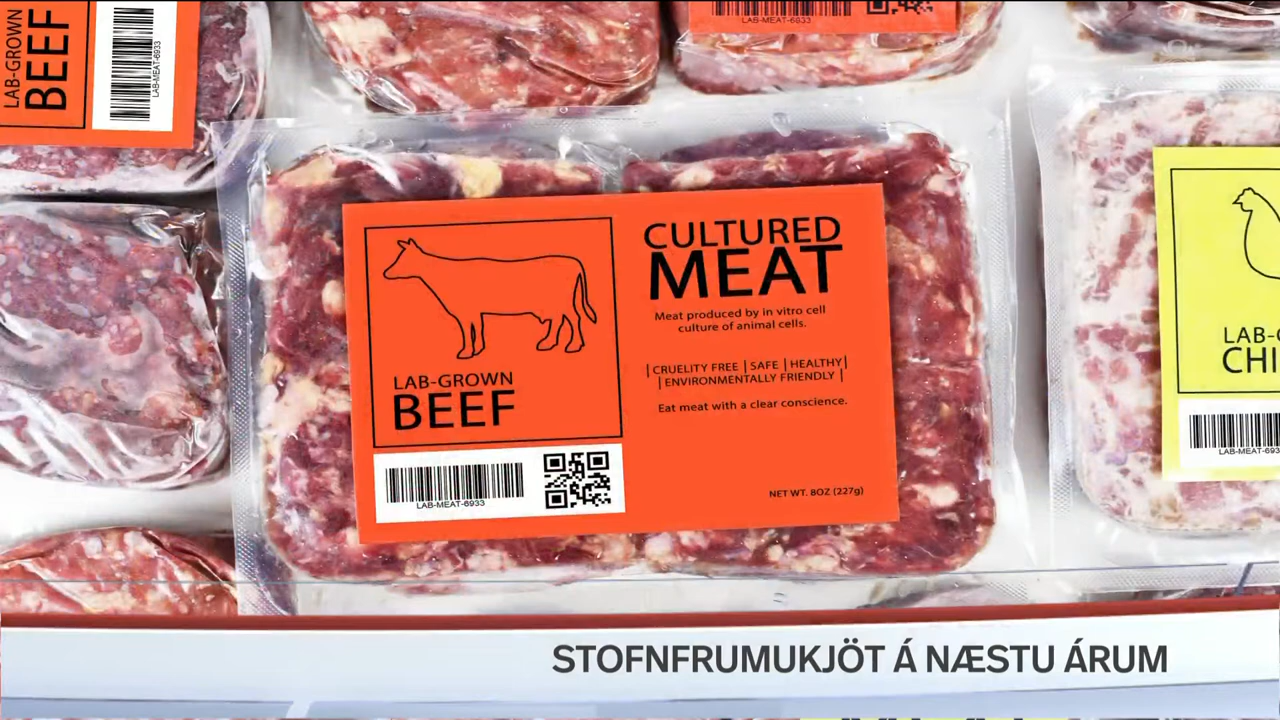 LAB-GROWN
BEEF
LAB-MEAT-6933
LAB-MEAT-6933
CULTURED
MEAT
Meat produced by in vitro cell
culture of animal cells.
|CRUELITY FREE | SAFE | HEALTHY|
| ENVIRONMENTALLY FRIENDLY |
Eat meat with a clear conscience.
NET WT. 8OZ (227g)
LAB-GROWN
BEEF
LAB-MEAT-6933
LAB-
CHI
LAB-MEAT-693
STOFNFRUMUKJÖT Á NÆSTU ÁRUM